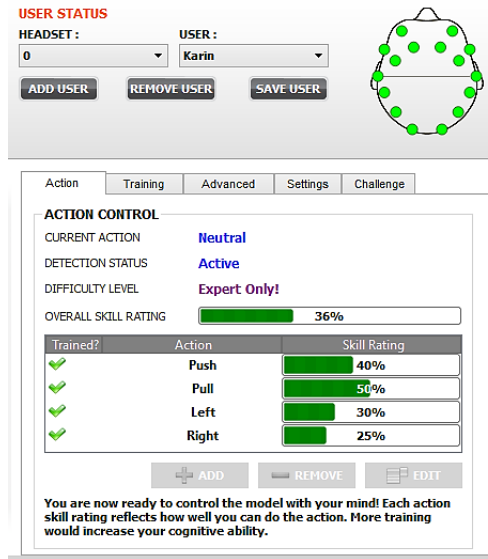 USER STATUS
HEADSET :
USER :
0
Karin
ADD USER
REMOVE USER
SAVE USER
Action
Training
Advanced
Settings
Challenge
ACTION CONTROL
CURRENT ACTION
Neutral
DETECTION STATUS
Active
DIFFICULTY LEVEL
Expert Only!
OVERALL SKILL RATING
36%
Trained?
Action
Skill Rating
Push
40%
Pull
50%
Left
30%
Right
25%
ADD
REMOVE
EDIT
You are now ready to control the model with your mind! Each action
skill rating reflects how well you can do the action. More training
would increase your cognitive ability.